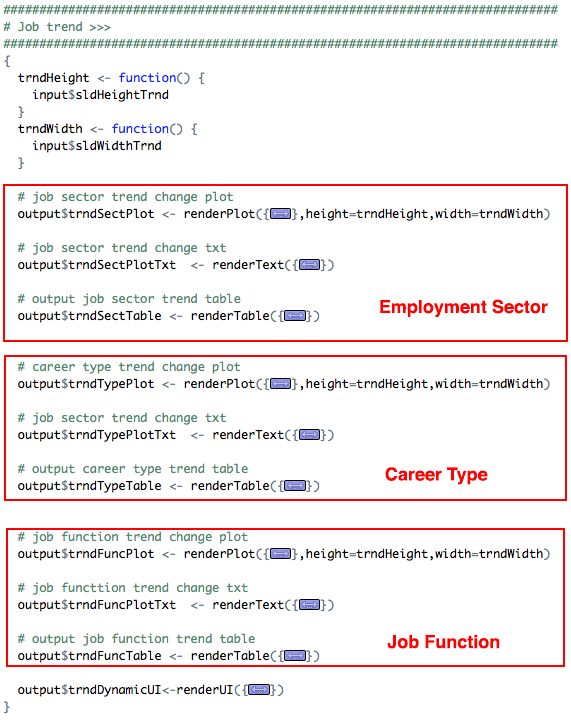 ################################################################################
# Job trend >>>
################################################################################
{
trndHeight <- function() {
input$sldHeightTrnd
}
trndWidth <- function() {
input$sldWidthTrnd
}
# job sector trend change plot
output$trndSectPlot <- renderPlot({},height=trndHeight,width=trndWidth)
# job sector trend change txt
output$trndSectPlotTxt  <- renderText({})
# output job sector trend table
output$trndSectTable <- renderTable({})
Employment Sector
# career type trend change plot
output$trndTypePlot <- renderPlot({},height=trndHeight,width=trndWidth)
# job sector trend change txt
output$trndTypePlotTxt  <- renderText({})
# output career type trend table
output$trndTypeTable <- renderTable({})
Career Type
# job function trend change plot
output$trndFuncPlot <- renderPlot({},height=trndHeight,width=trndWidth)
# job functtion trend change txt
output$trndFuncPlotTxt  <- renderText({})
# output job function trend table
output$trndFuncTable<- renderTable({})
Job Function
output$trndDynamicUI<-renderUI({})
}